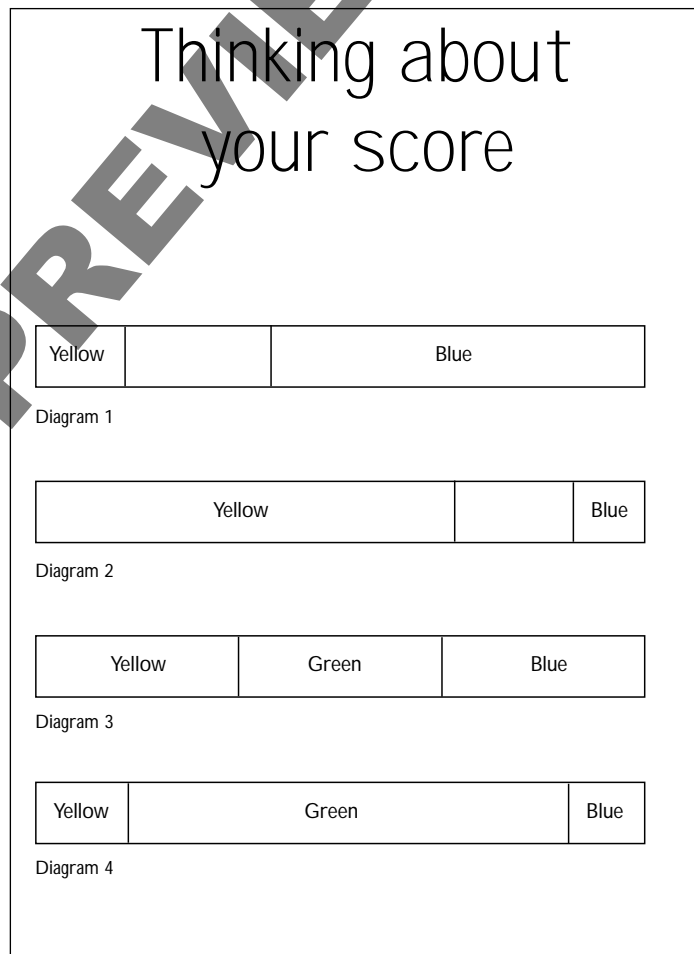 Thinking about
your score
PREVIE
Yellow Blue
Diagram 1
Yellow Blue
Diagram 2
Yellow Green Blue
Diagram 3
Yellow Green Blue
Diagram 4